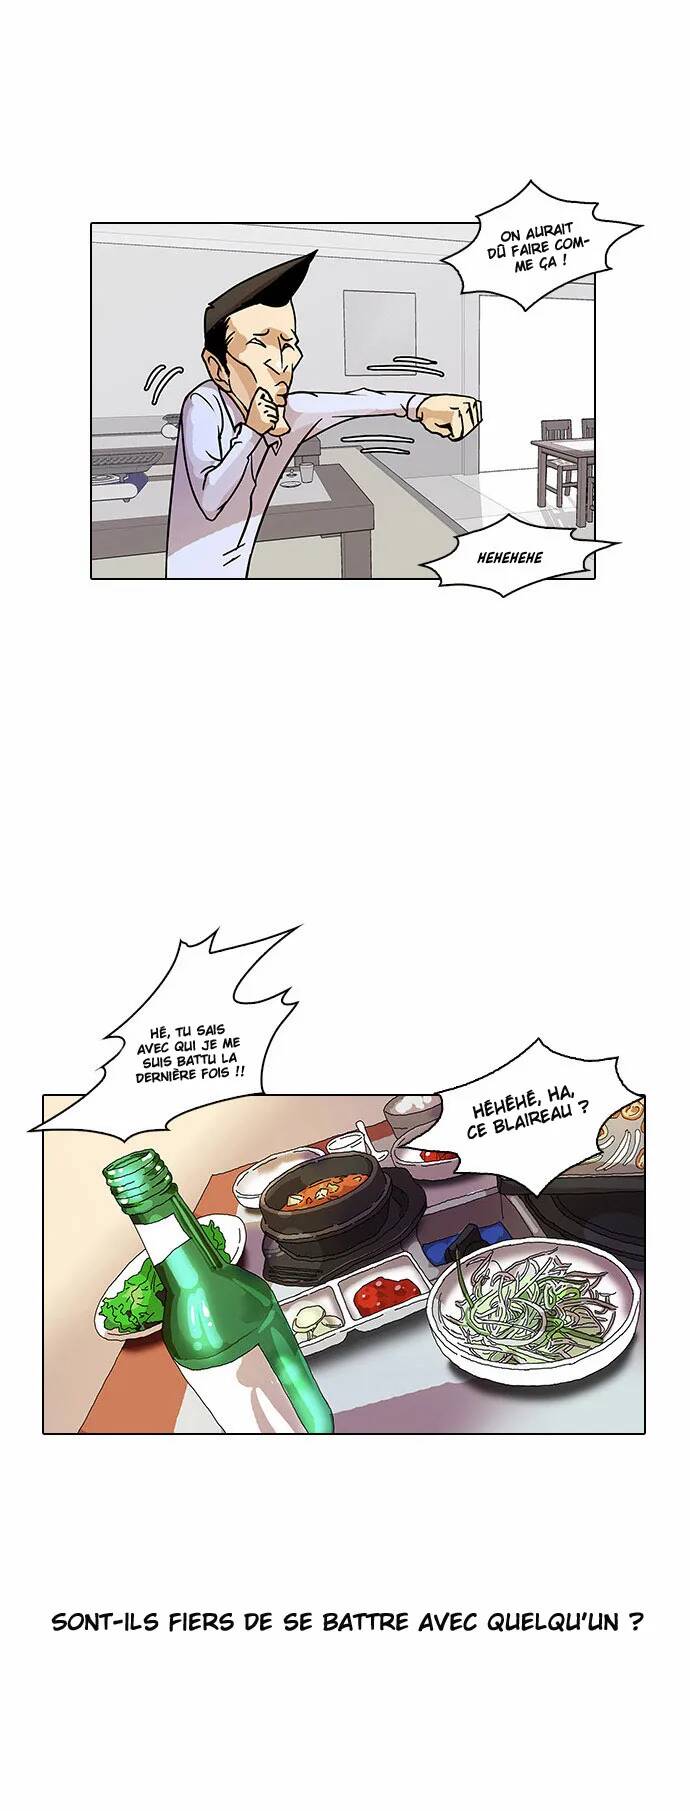 ON AURAIT
DÛ FAIRE COM-
ME ÇA !
HEHEHEHE
HÉ, TU SAIS
AVEC QUI JE ME
SUIS BATTU LA
DERNIÈRE FOIS !!
HÉHÉHÉ, HA,
CE BLAIREAU ?
SONT-ILS FIERS DE SE BATTRE AVEC QUELQU'UN ?